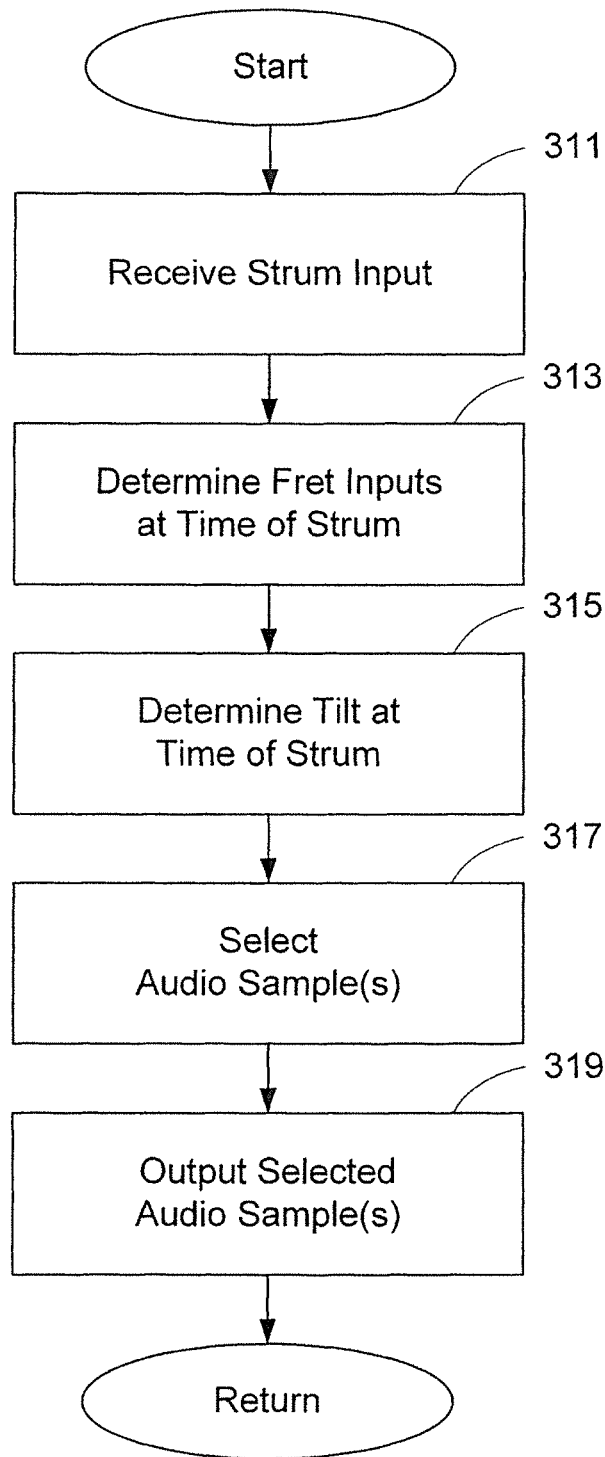 Start
311
Receive Strum Input
313
Determine Fret Inputs
at Time of Strum
315
Determine Tilt at
Time of Strum
317
Select
Audio Sample(s)
319
Output Selected
Audio Sample(s)
Return